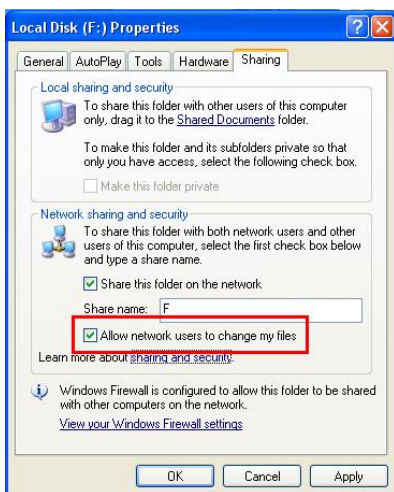 Local Disk (F:) Properties
General AutoPlay Tools Hardware Sharing
Local sharing and security
To share this folder with other users of this computer
only, drag it to the Shared Documents folder.
To make this folder and its subfolders private so that
only you have access, select the following check box.
Make this folder private
Network sharing and security
To share this folder with both network users and other
users of this computer, select the first check box below
and type a share name.
Share this folder on the network
Share name: F
Allow network users to change my files
Learn more about sharing and security.
Windows Firewall is configured to allow this folder to be shared
with other computers on the network.
View your Windows Firewall settings
OK Cancel Apply